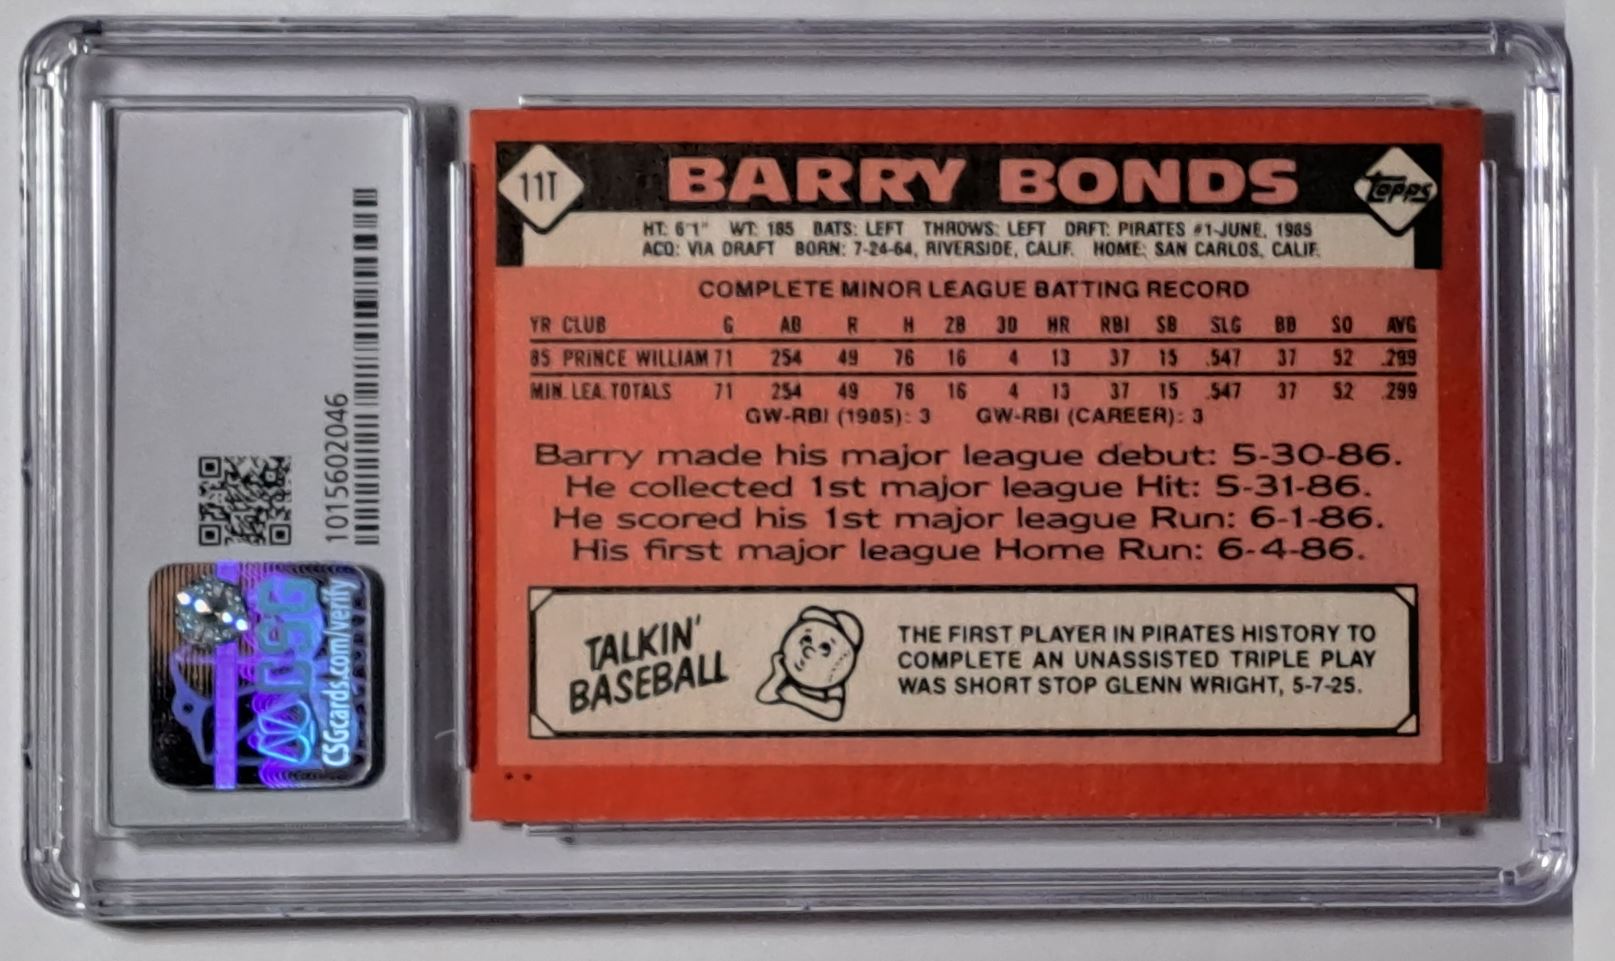 1015602046
CSG
CSGcards.com/verify
11T
BARRY BONDS
topps
HT: 6'1" WT: 185 BATS: LEFT THROWS: LEFT DRFT: PIRATES #1-JUNE, 1985
ACQ: VIA DRAFT BORN: 7-24-64, RIVERSIDE, CALIF. HOME: SAN CARLOS, CALIF.
COMPLETE MINOR LEAGUE BATTING RECORD
YR CLUB G AB R H 2B 3B HR RBI SB SLG BB SO AVG
85 PRINCE WILLIAM 71 254 49 76 16 4 13 37 15 .547 37 52 .299
MIN. LEA. TOTALS 71 254 49 76 16 4 13 37 15 .547 37 52 .299
GW-RBI (1985): 3 GW-RBI (CAREER): 3
Barry made his major league debut: 5-30-86.
He collected 1st major league Hit: 5-31-86.
He scored his 1st major league Run: 6-1-86.
His first major league Home Run: 6-4-86.
TALKIN'
BASEBALL
THE FIRST PLAYER IN PIRATES HISTORY TO
COMPLETE AN UNASSISTED TRIPLE PLAY
WAS SHORT STOP GLENN WRIGHT, 5-7-25.
**